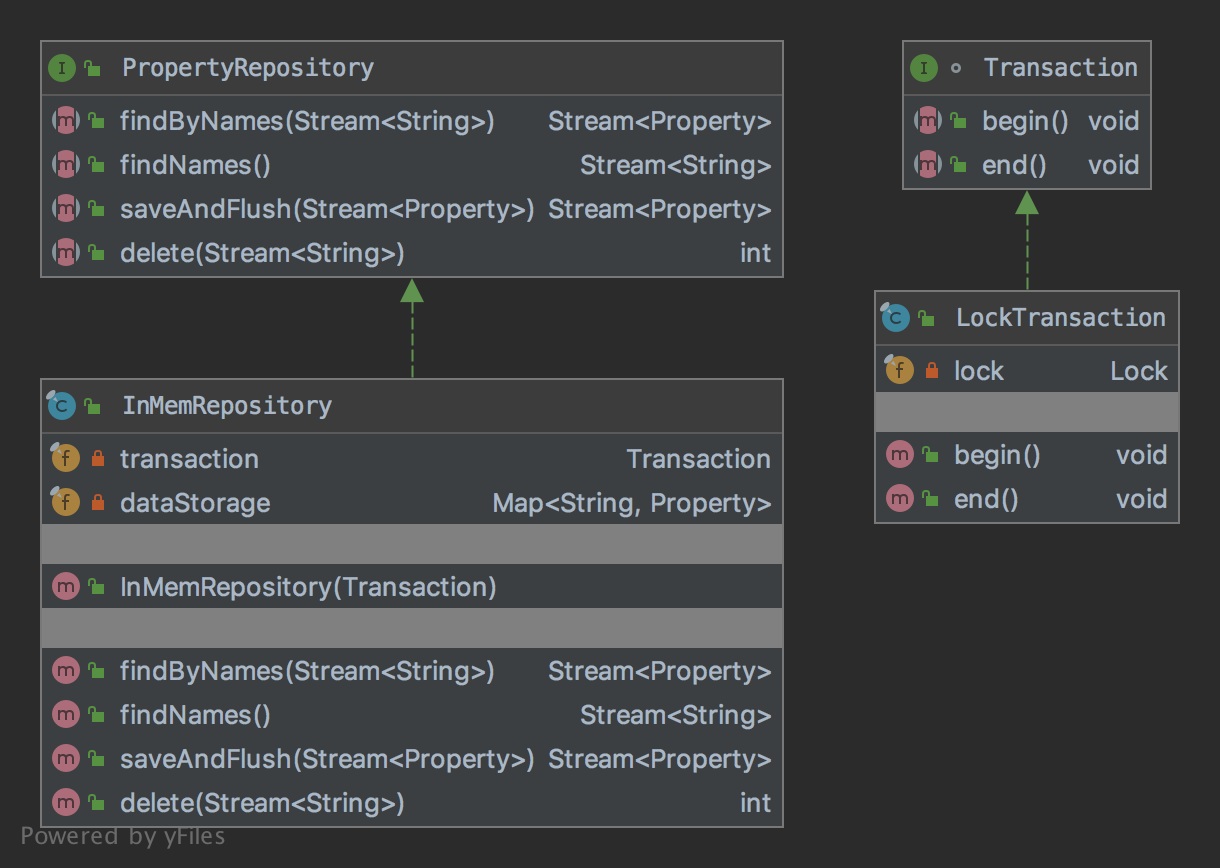 PropertyRepository
findByNames(Stream<String>) Stream<Property>
findNames() Stream<String>
saveAndFlush(Stream<Property>) Stream<Property>
delete(Stream<String>) int
Transaction
begin() void
end() void
InMemRepository
transaction Transaction
dataStorage Map<String, Property>
InMemRepository(Transaction)
findByNames(Stream<String>) Stream<Property>
findNames() Stream<String>
saveAndFlush(Stream<Property>) Stream<Property>
delete(Stream<String>) int
LockTransaction
lock Lock
begin() void
end() void
Powered by yFiles